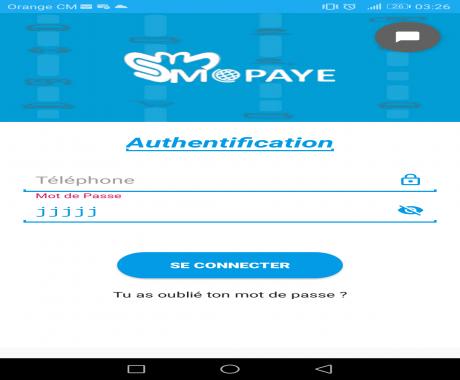 Orange CM 26 03:26
SMOPAYE
Authentification
Téléphone
Mot de Passe
jjjjj
SE CONNECTER
Tu as oublié ton mot de passe ?